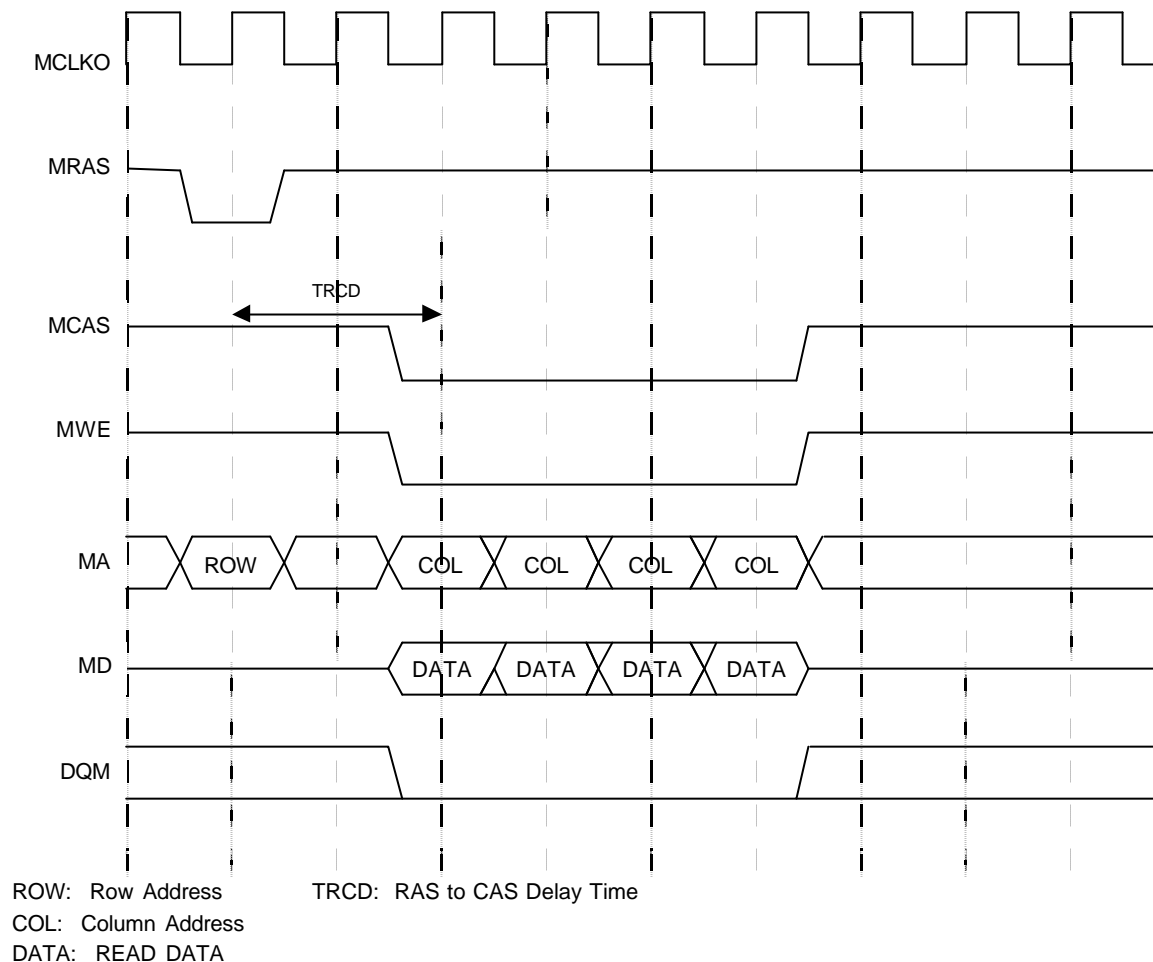 MCLKO
MRAS
TRCD
MCAS
MWE
MA ROW COL COL COL COL
MD DATA DATA DATA DATA
DQM
ROW: Row Address TRCD: RAS to CAS Delay Time
COL: Column Address
DATA: READ DATA